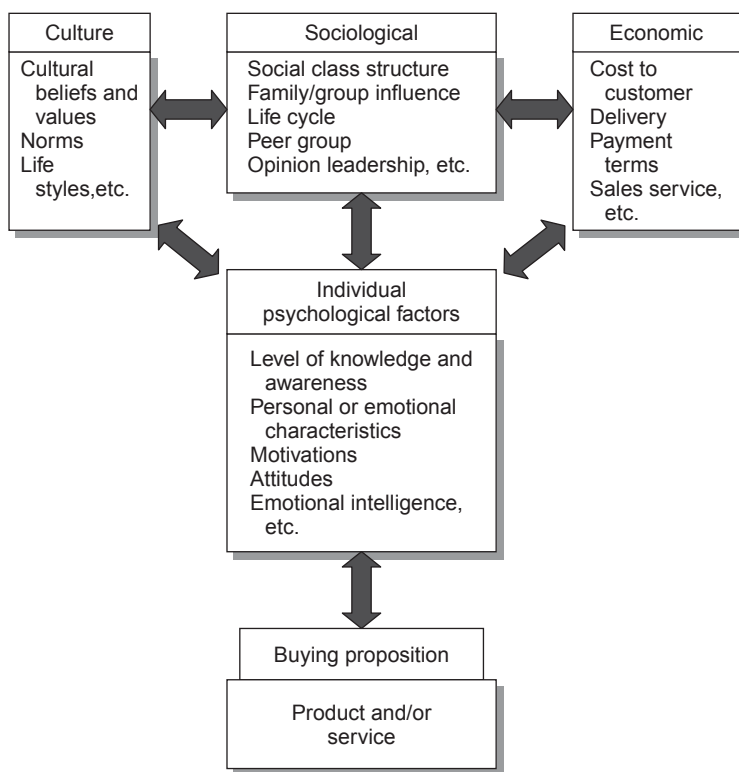 Culture
Cultural
beliefs and
values
Norms
Life
styles,etc.
Sociological
Social class structure
Family/group influence
Life cycle
Peer group
Opinion leadership, etc.
Economic
Cost to
customer
Delivery
Payment
terms
Sales service,
etc.
Individual
psychological factors
Level of knowledge and
awareness
Personal or emotional
characteristics
Motivations
Attitudes
Emotional intelligence,
etc.
Buying proposition
Product and/or
service